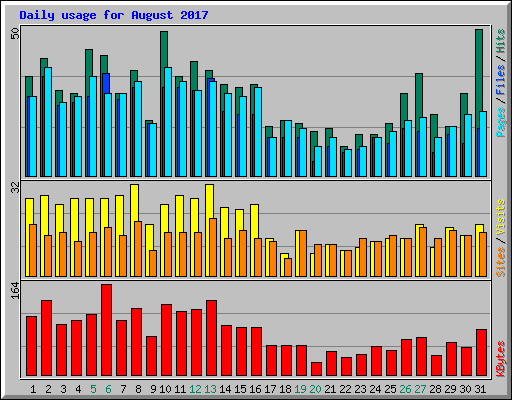 Daily usage for August 2017
50
Pages/Files/Hits
32
Sites/Visits
164
KBytes
1 2 3 4 5 6 7 8 9 10 11 12 13 14 15 16 17 18 19 20 21 22 23 24 25 26 27 28 29 30 31